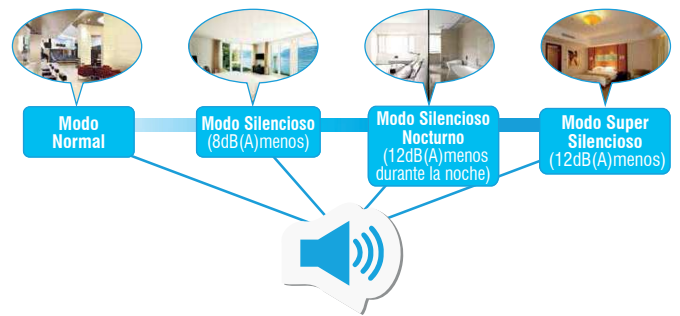 Modo
Normal
Modo Silencioso
(8dB(A)menos)
Modo Silencioso
Nocturno
(12dB(A)menos
durante la noche)
Modo Super
Silencioso
(12dB(A)menos)